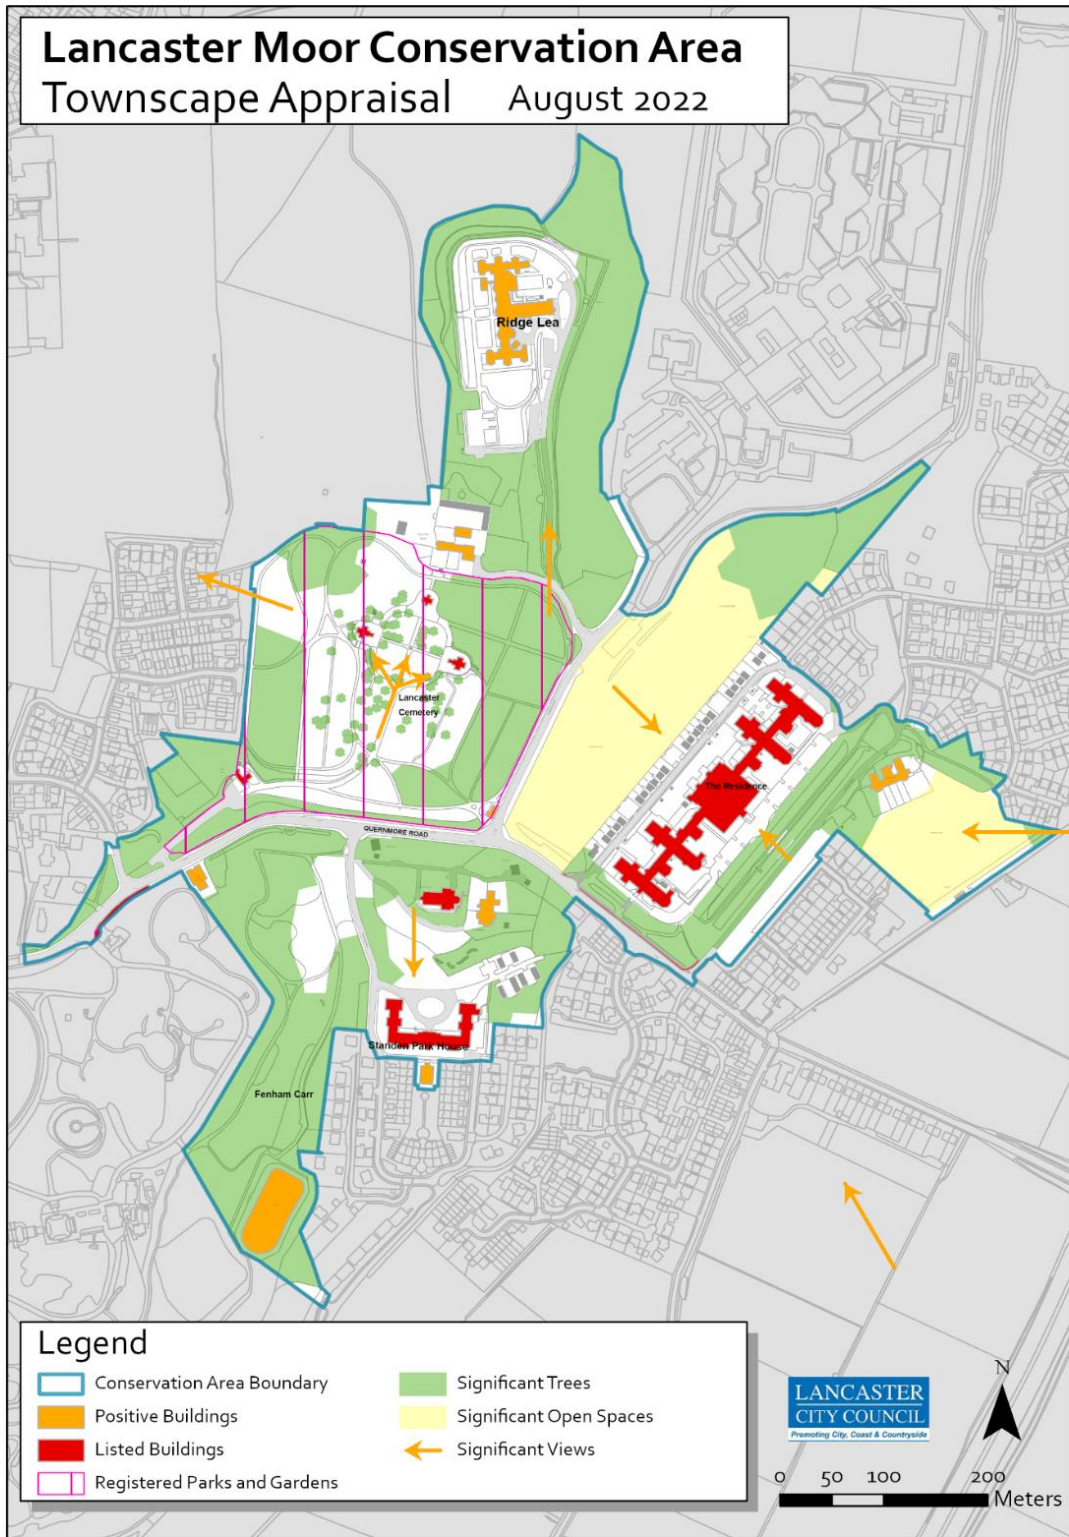 Lancaster Moor Conservation Area
Townscape Appraisal August 2022
Ridge Lea
Lancaster
Cemetery
The Residence
QUERNMORE ROAD
Standen Park House
Fenham Carr
Legend
Conservation Area Boundary
Positive Buildings
Listed Buildings
Registered Parks and Gardens
Significant Trees
Significant Open Spaces
Significant Views
LANCASTER
CITY COUNCIL
Promoting City, Coast & Countryside
N
0 50 100 200
Meters